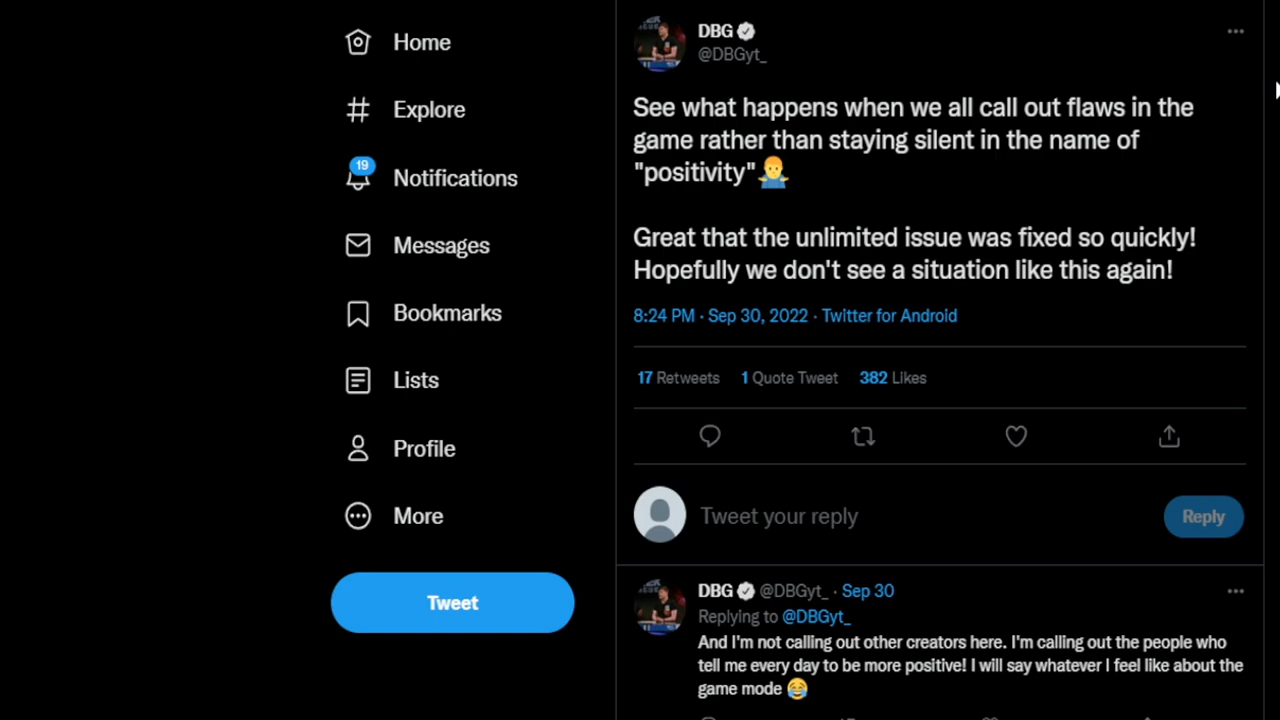 Home
Explore
19
Notifications
Messages
Bookmarks
Lists
Profile
More
Tweet
DBG
@DBGyt_
See what happens when we all call out flaws in the
game rather than staying silent in the name of
"positivity"🤷‍♂️
Great that the unlimited issue was fixed so quickly!
Hopefully we don't see a situation like this again!
8:24 PM · Sep 30, 2022 · Twitter for Android
17 Retweets 1 Quote Tweet 382 Likes
Tweet your reply
Reply
DBG @DBGyt_ · Sep 30
Replying to @DBGyt_
And I'm not calling out other creators here. I'm calling out the people who
tell me every day to be more positive! I will say whatever I feel like about the
game mode 😂